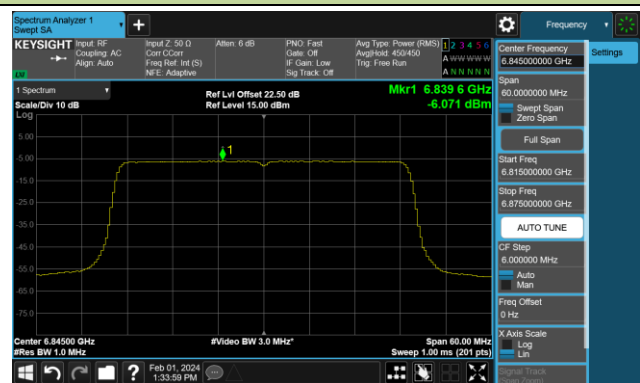 Spectrum Analyzer 1
Swept SA
Frequency
KEYSIGHT
Input: RF
Coupling: AC
Align: Auto
Input Z: 50 Ω
Corr CCorr
Freq Ref: Int (S)
NFE: Adaptive
Atten: 6 dB
PNO: Fast
Gate: Off
IF Gain: Low
Sig Track: Off
Avg Type: Power (RMS)
Avg|Hold: 450/450
Trig: Free Run
1 2 3 4 5 6
A W W W W W
A N N N N N
1 Spectrum
Scale/Div 10 dB
Log
Ref Lvl Offset 22.50 dB
Ref Level 15.00 dBm
Mkr1 6.839 6 GHz
-6.071 dBm
1
5.00
-5.00
-15.0
-25.0
-35.0
-45.0
-55.0
-65.0
-75.0
Center 6.84500 GHz
#Res BW 1.0 MHz
#Video BW 3.0 MHz*
Span 60.00 MHz
Sweep 1.00 ms (201 pts)
Feb 01, 2024
1:33:59 PM
Center Frequency
6.845000000 GHz
Settings
Span
60.0000000 MHz
Swept Span
Zero Span
Full Span
Start Freq
6.815000000 GHz
Stop Freq
6.875000000 GHz
AUTO TUNE
CF Step
6.000000 MHz
Auto
Man
Freq Offset
0 Hz
X Axis Scale
Log
Lin
Signal Track